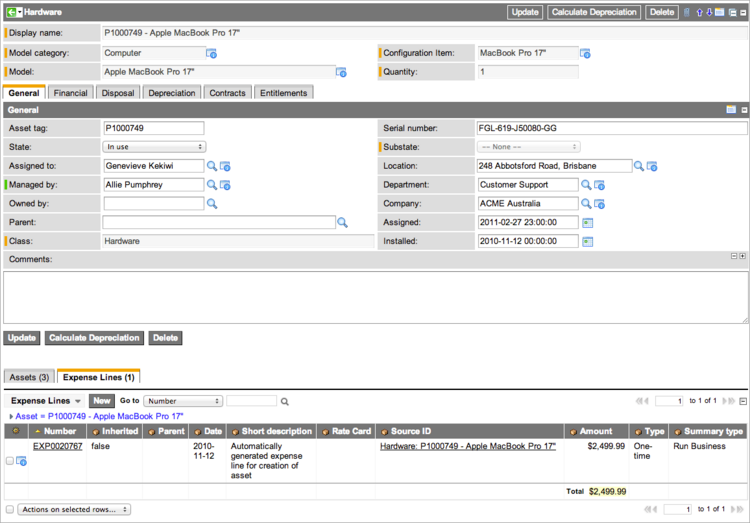 Hardware Update Calculate Depreciation Delete
Display name: P1000749 - Apple MacBook Pro 17"
Model category: Computer Configuration Item: MacBook Pro 17"
Model: Apple MacBook Pro 17" Quantity: 1
General Financial Disposal Depreciation Contracts Entitlements
General
Asset tag: P1000749 Serial number: FGL-619-J50080-GG
State: In use Substate: -- None --
Assigned to: Genevieve Kekiwi Location: 248 Abbotsford Road, Brisbane
Managed by: Allie Pumphrey Department: Customer Support
Owned by: Company: ACME Australia
Parent: Assigned: 2011-02-27 23:00:00
Class: Hardware Installed: 2010-11-12 00:00:00
Comments:
Update Calculate Depreciation Delete
Assets (3) Expense Lines (1)
Expense Lines New Go to Number 1 to 1 of 1
Asset = P1000749 - Apple MacBook Pro 17"
Number Inherited Parent Date Short description Rate Card Source ID Amount Type Summary type
EXP0020767 false 2010- Automatically Hardware: P1000749 - Apple MacBook Pro 17" $2,499.99 One- Run Business
11-12 generated expense time
line for creation of
asset
Total $2,499.99
Actions on selected rows... 1 to 1 of 1